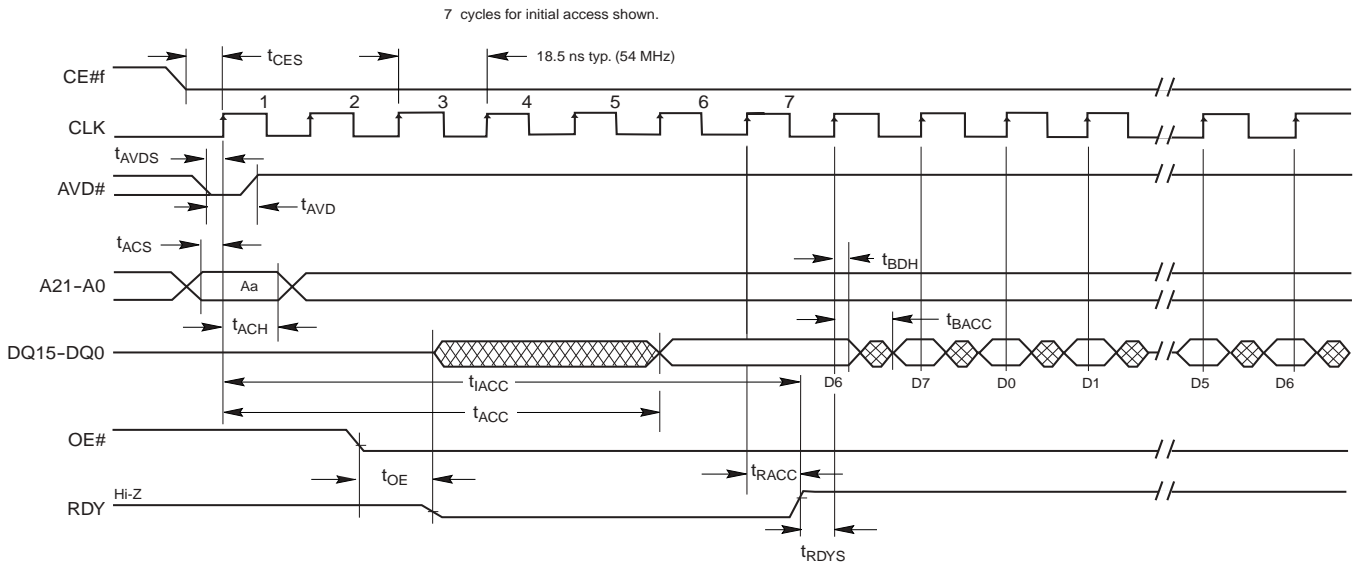 7 cycles for initial access shown.
tCES
18.5 ns typ. (54 MHz)
CE#f
1 2 3 4 5 6 7
CLK
tAVDS
AVD#
tAVD
tACS
tBDH
A21-A0
Aa
tACH
tBACC
DQ15-DQ0
tIACC
D6 D7 D0 D1 D5 D6
tACC
OE#
tOE
tRACC
Hi-Z
RDY
tRDYS